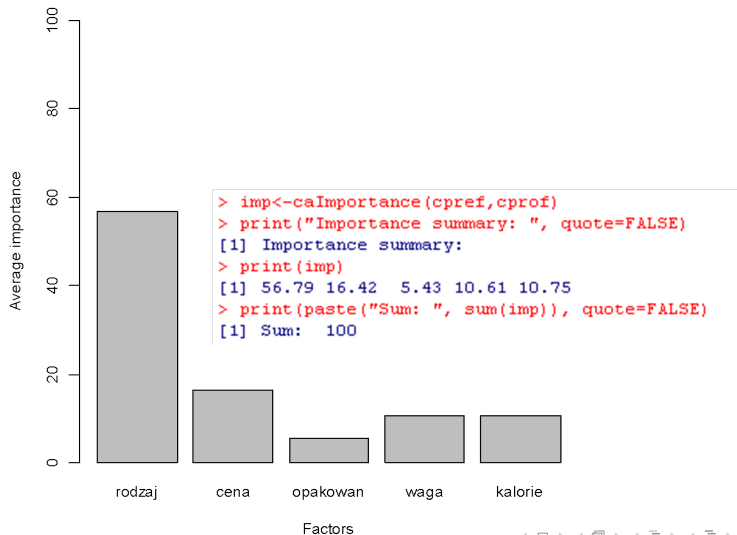 100
80
60
40
20
0
Average importance
> imp<-caImportance(cpref,cprof)
> print("Importance summary: ", quote=FALSE)
[1] Importance summary:
> print(imp)
[1] 56.79 16.42  5.43 10.61 10.75
> print(paste("Sum: ", sum(imp)), quote=FALSE)
[1] Sum:  100
rodzaj cena opakowan waga kalorie
Factors